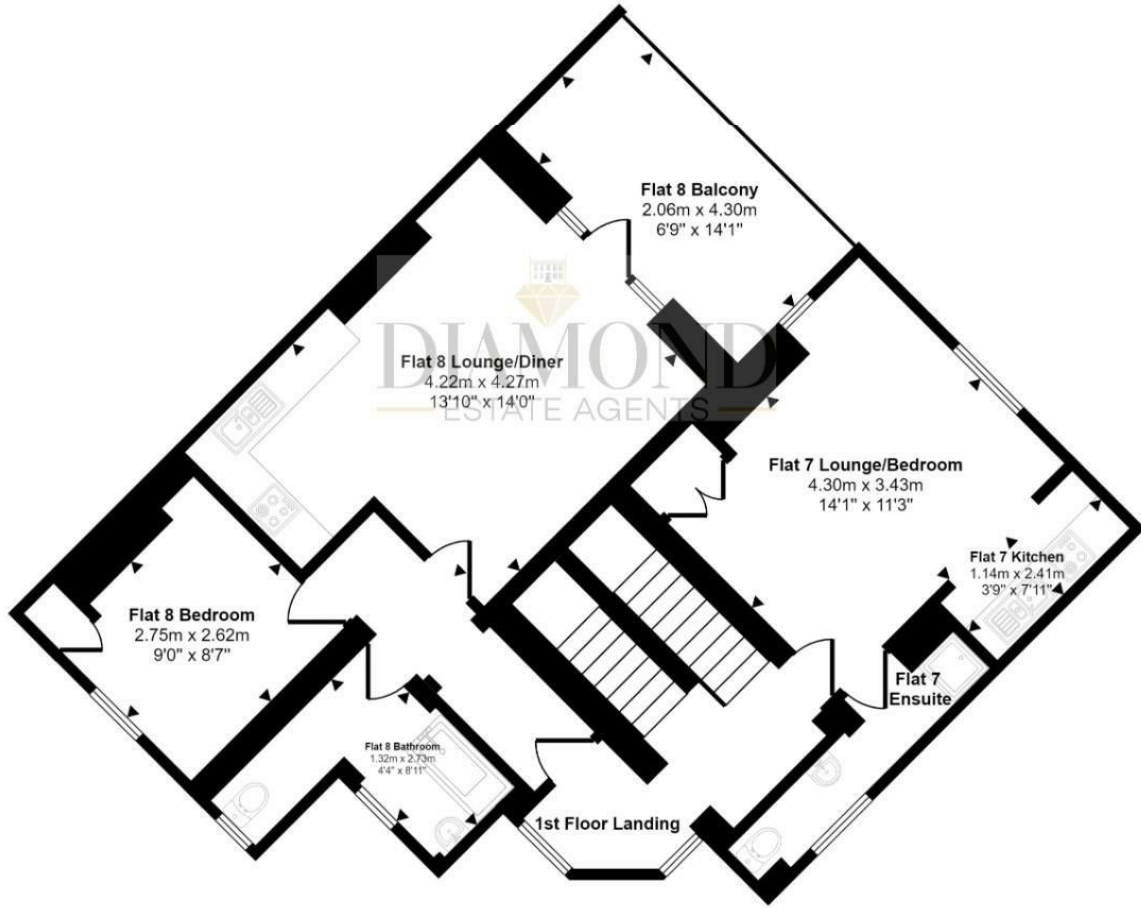 Flat 8 Balcony
2.06m x 4.30m
6'9" x 14'1"
DIAMOND
ESTATE AGENTS
Flat 8 Lounge/Diner
4.22m x 4.27m
13'10" x 14'0"
Flat 7 Lounge/Bedroom
4.30m x 3.43m
14'1" x 11'3"
Flat 7 Kitchen
1.14m x 2.41m
3'9" x 7'11"
Flat 8 Bedroom
2.75m x 2.62m
9'0" x 8'7"
Flat 7
Ensuite
Flat 8 Bathroom
1.32m x 2.73m
4'4" x 8'11"
1st Floor Landing